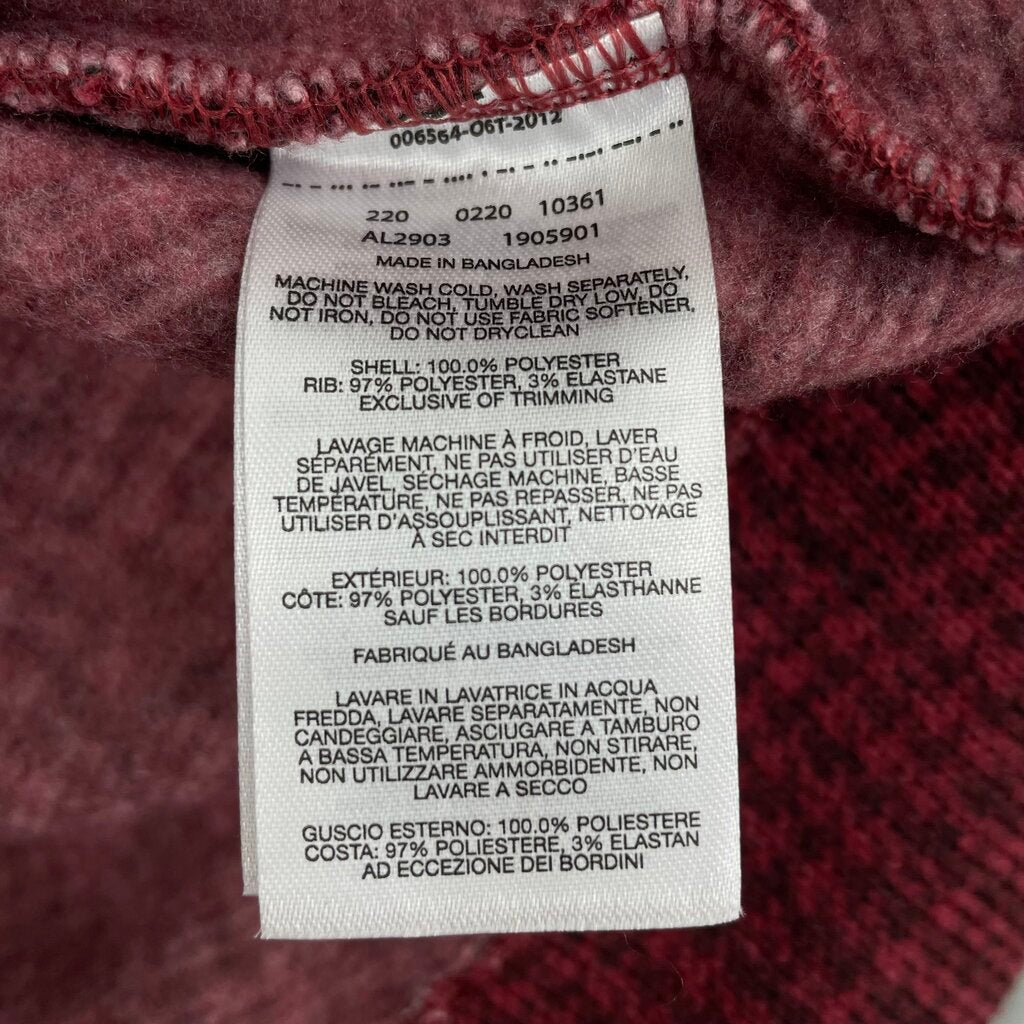 006564-O6T-2012
220 0220 10361
AL2903 1905901
MADE IN BANGLADESH
MACHINE WASH COLD, WASH SEPARATELY,
DO NOT BLEACH, TUMBLE DRY LOW, DO
NOT IRON, DO NOT USE FABRIC SOFTENER,
DO NOT DRYCLEAN
SHELL: 100.0% POLYESTER
RIB: 97% POLYESTER, 3% ELASTANE
EXCLUSIVE OF TRIMMING
LAVAGE MACHINE À FROID, LAVER
SÉPARÉMENT, NE PAS UTILISER D'EAU
DE JAVEL, SÉCHAGE MACHINE, BASSE
TEMPÉRATURE, NE PAS REPASSER, NE PAS
UTILISER D'ASSOUPLISSANT, NETTOYAGE
À SEC INTERDIT
EXTÉRIEUR: 100.0% POLYESTER
CÔTE: 97% POLYESTER, 3% ÉLASTHANNE
SAUF LES BORDURES
FABRIQUÉ AU BANGLADESH
LAVARE IN LAVATRICE IN ACQUA
FREDDA, LAVARE SEPARATAMENTE, NON
CANDEGGIARE, ASCIUGARE A TAMBURO
A BASSA TEMPERATURA, NON STIRARE,
NON UTILIZZARE AMMORBIDENTE, NON
LAVARE A SECCO
GUSCIO ESTERNO: 100.0% POLIESTERE
COSTA: 97% POLIESTERE, 3% ELASTAN
AD ECCEZIONE DEI BORDINI